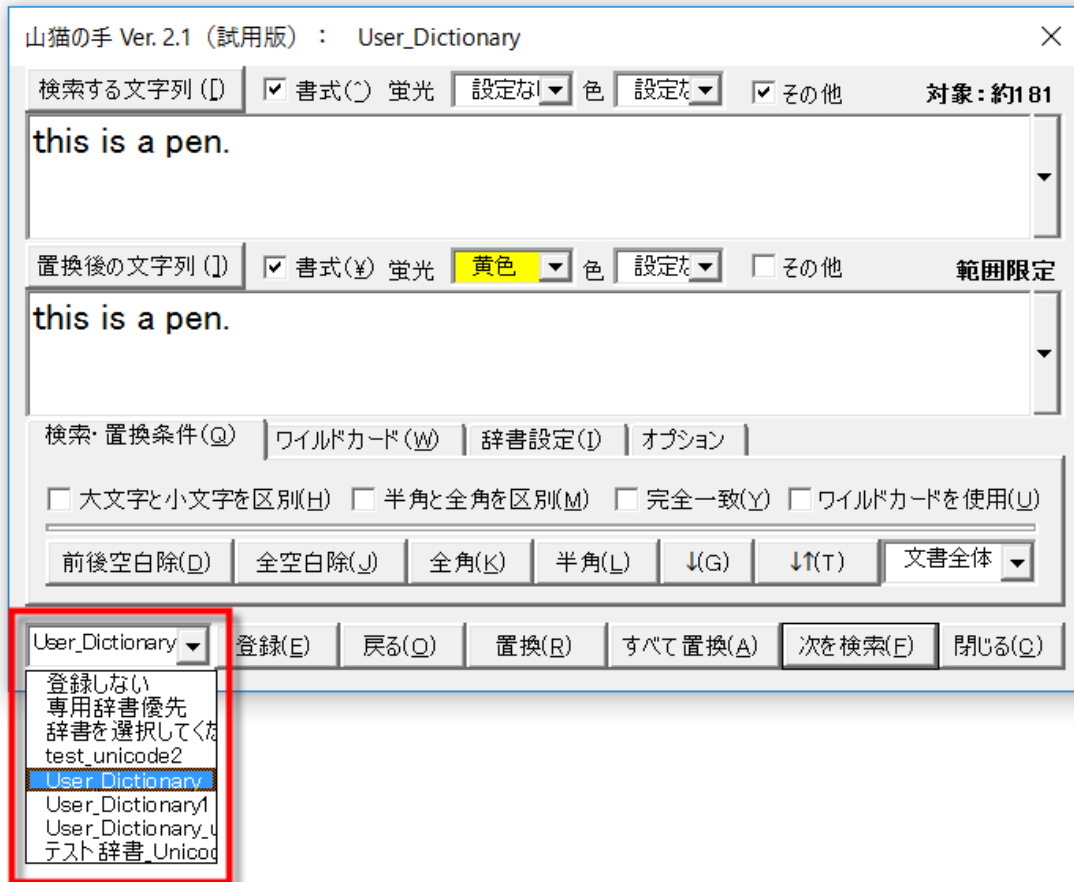 山猫の手 Ver. 2.1（試用版）： User_Dictionary
検索する文字列 ([) 書式(^) 蛍光 設定なし 色 設定な その他 対象：約181
this is a pen.
置換後の文字列 (]) 書式(¥) 蛍光 黄色 色 設定な その他 範囲限定
this is a pen.
検索・置換条件(Q) ワイルドカード(W) 辞書設定(I) オプション
大文字と小文字を区別(H) 半角と全角を区別(M) 完全一致(Y) ワイルドカードを使用(U)
前後空白除(D) 全空白除(J) 全角(K) 半角(L) ↓(G) ↓↑(T) 文書全体
User_Dictionary 登録(E) 戻る(O) 置換(R) すべて置換(A) 次を検索(F) 閉じる(C)
登録しない
専用辞書優先
辞書を選択してくだ
test_unicode2
User_Dictionary
User_Dictionary1
User_Dictionary_u
テスト辞書_Unicod